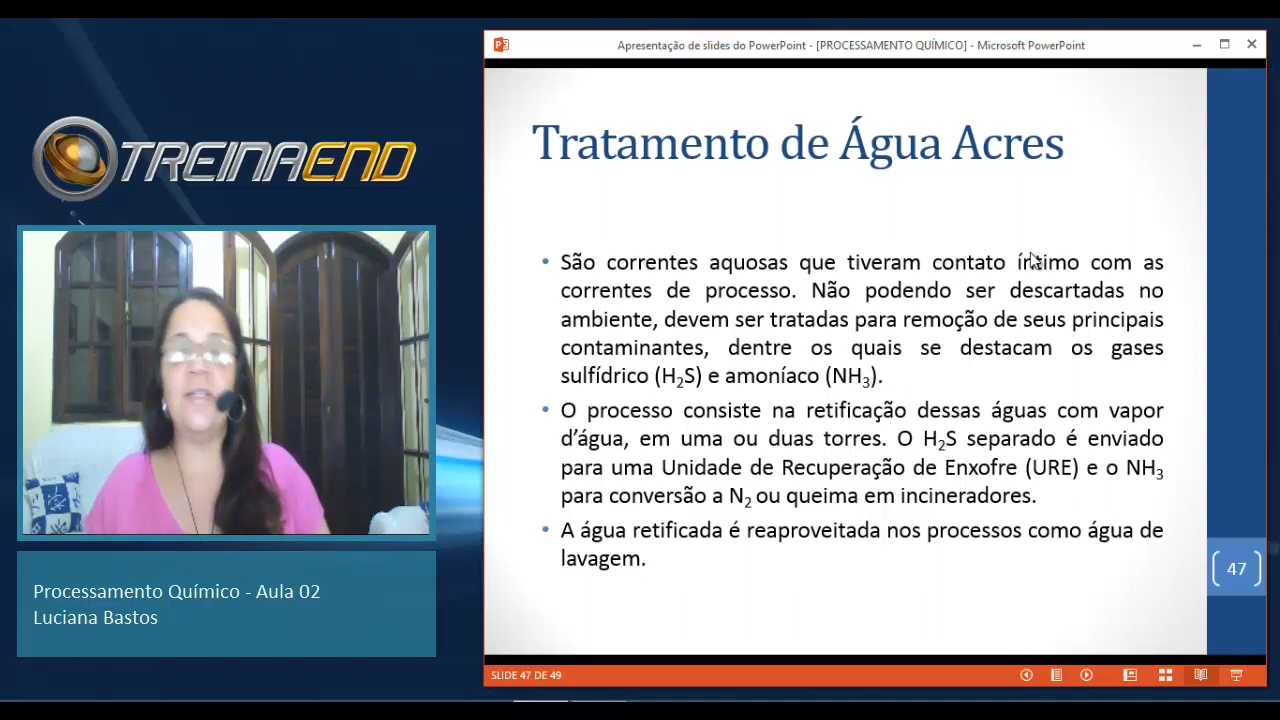 TREINAEND
Processamento Químico - Aula 02
Luciana Bastos
Apresentação de slides do PowerPoint - [PROCESSAMENTO QUÍMICO] - Microsoft PowerPoint
Tratamento de Água Acres
• São correntes aquosas que tiveram contato íntimo com as
correntes de processo. Não podendo ser descartadas no
ambiente, devem ser tratadas para remoção de seus principais
contaminantes, dentre os quais se destacam os gases
sulfídrico (H₂S) e amoníaco (NH₃).
• O processo consiste na retificação dessas águas com vapor
d’água, em uma ou duas torres. O H₂S separado é enviado
para uma Unidade de Recuperação de Enxofre (URE) e o NH₃
para conversão a N₂ ou queima em incineradores.
• A água retificada é reaproveitada nos processos como água de
lavagem.
47
SLIDE 47 DE 49